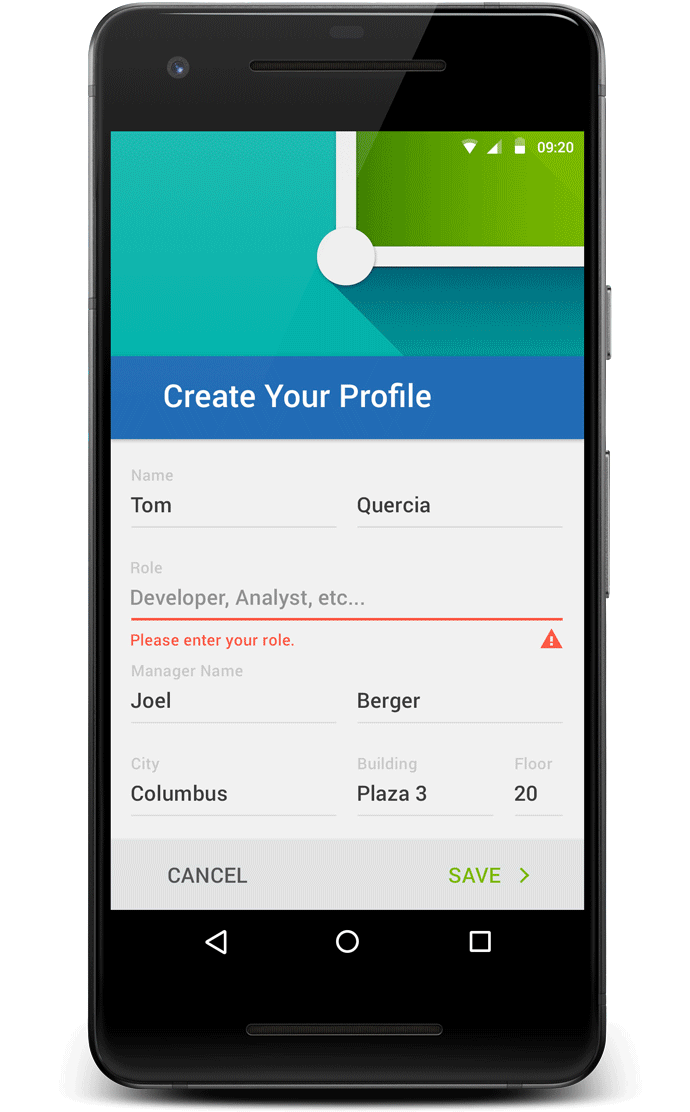 09:20
Create Your Profile
Name
Tom Quercia
Role
Developer, Analyst, etc...
Please enter your role.
Manager Name
Joel Berger
City Building Floor
Columbus Plaza 3 20
CANCEL SAVE